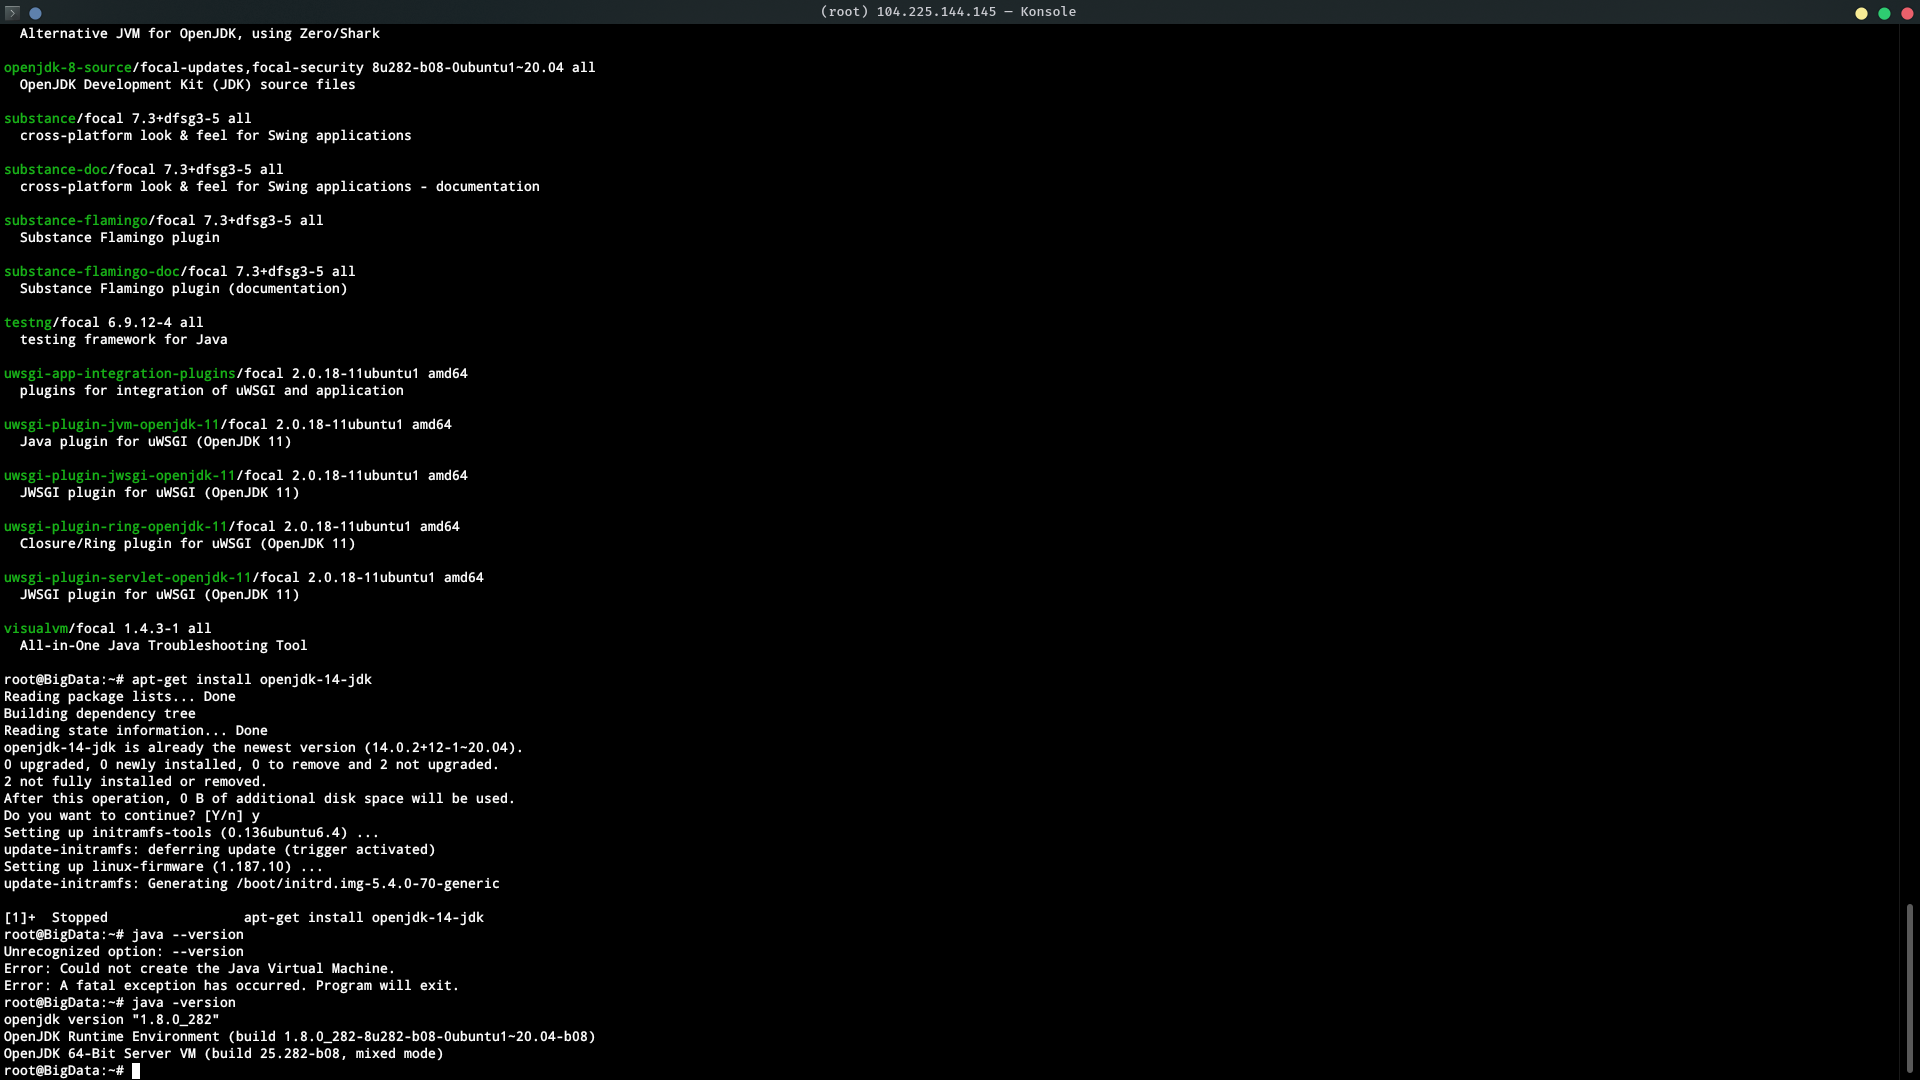 (root) 104.225.144.145 — Konsole
Alternative JVM for OpenJDK, using Zero/Shark
openjdk-8-source/focal-updates,focal-security 8u282-b08-0ubuntu1~20.04 all
OpenJDK Development Kit (JDK) source files
substance/focal 7.3+dfsg3-5 all
cross-platform look & feel for Swing applications
substance-doc/focal 7.3+dfsg3-5 all
cross-platform look & feel for Swing applications - documentation
substance-flamingo/focal 7.3+dfsg3-5 all
Substance Flamingo plugin
substance-flamingo-doc/focal 7.3+dfsg3-5 all
Substance Flamingo plugin (documentation)
testng/focal 6.9.12-4 all
testing framework for Java
uwsgi-app-integration-plugins/focal 2.0.18-11ubuntu1 amd64
plugins for integration of uWSGI and application
uwsgi-plugin-jvm-openjdk-11/focal 2.0.18-11ubuntu1 amd64
Java plugin for uWSGI (OpenJDK 11)
uwsgi-plugin-jwsgi-openjdk-11/focal 2.0.18-11ubuntu1 amd64
JWSGI plugin for uWSGI (OpenJDK 11)
uwsgi-plugin-ring-openjdk-11/focal 2.0.18-11ubuntu1 amd64
Closure/Ring plugin for uWSGI (OpenJDK 11)
uwsgi-plugin-servlet-openjdk-11/focal 2.0.18-11ubuntu1 amd64
JWSGI plugin for uWSGI (OpenJDK 11)
visualvm/focal 1.4.3-1 all
All-in-One Java Troubleshooting Tool
root@BigData:~# apt-get install openjdk-14-jdk
Reading package lists... Done
Building dependency tree
Reading state information... Done
openjdk-14-jdk is already the newest version (14.0.2+12-1~20.04).
0 upgraded, 0 newly installed, 0 to remove and 2 not upgraded.
2 not fully installed or removed.
After this operation, 0 B of additional disk space will be used.
Do you want to continue? [Y/n] y
Setting up initramfs-tools (0.136ubuntu6.4) ...
update-initramfs: deferring update (trigger activated)
Setting up linux-firmware (1.187.10) ...
update-initramfs: Generating /boot/initrd.img-5.4.0-70-generic
[1]+  Stopped                 apt-get install openjdk-14-jdk
root@BigData:~# java --version
Unrecognized option: --version
Error: Could not create the Java Virtual Machine.
Error: A fatal exception has occurred. Program will exit.
root@BigData:~# java -version
openjdk version "1.8.0_282"
OpenJDK Runtime Environment (build 1.8.0_282-8u282-b08-0ubuntu1~20.04-b08)
OpenJDK 64-Bit Server VM (build 25.282-b08, mixed mode)
root@BigData:~#